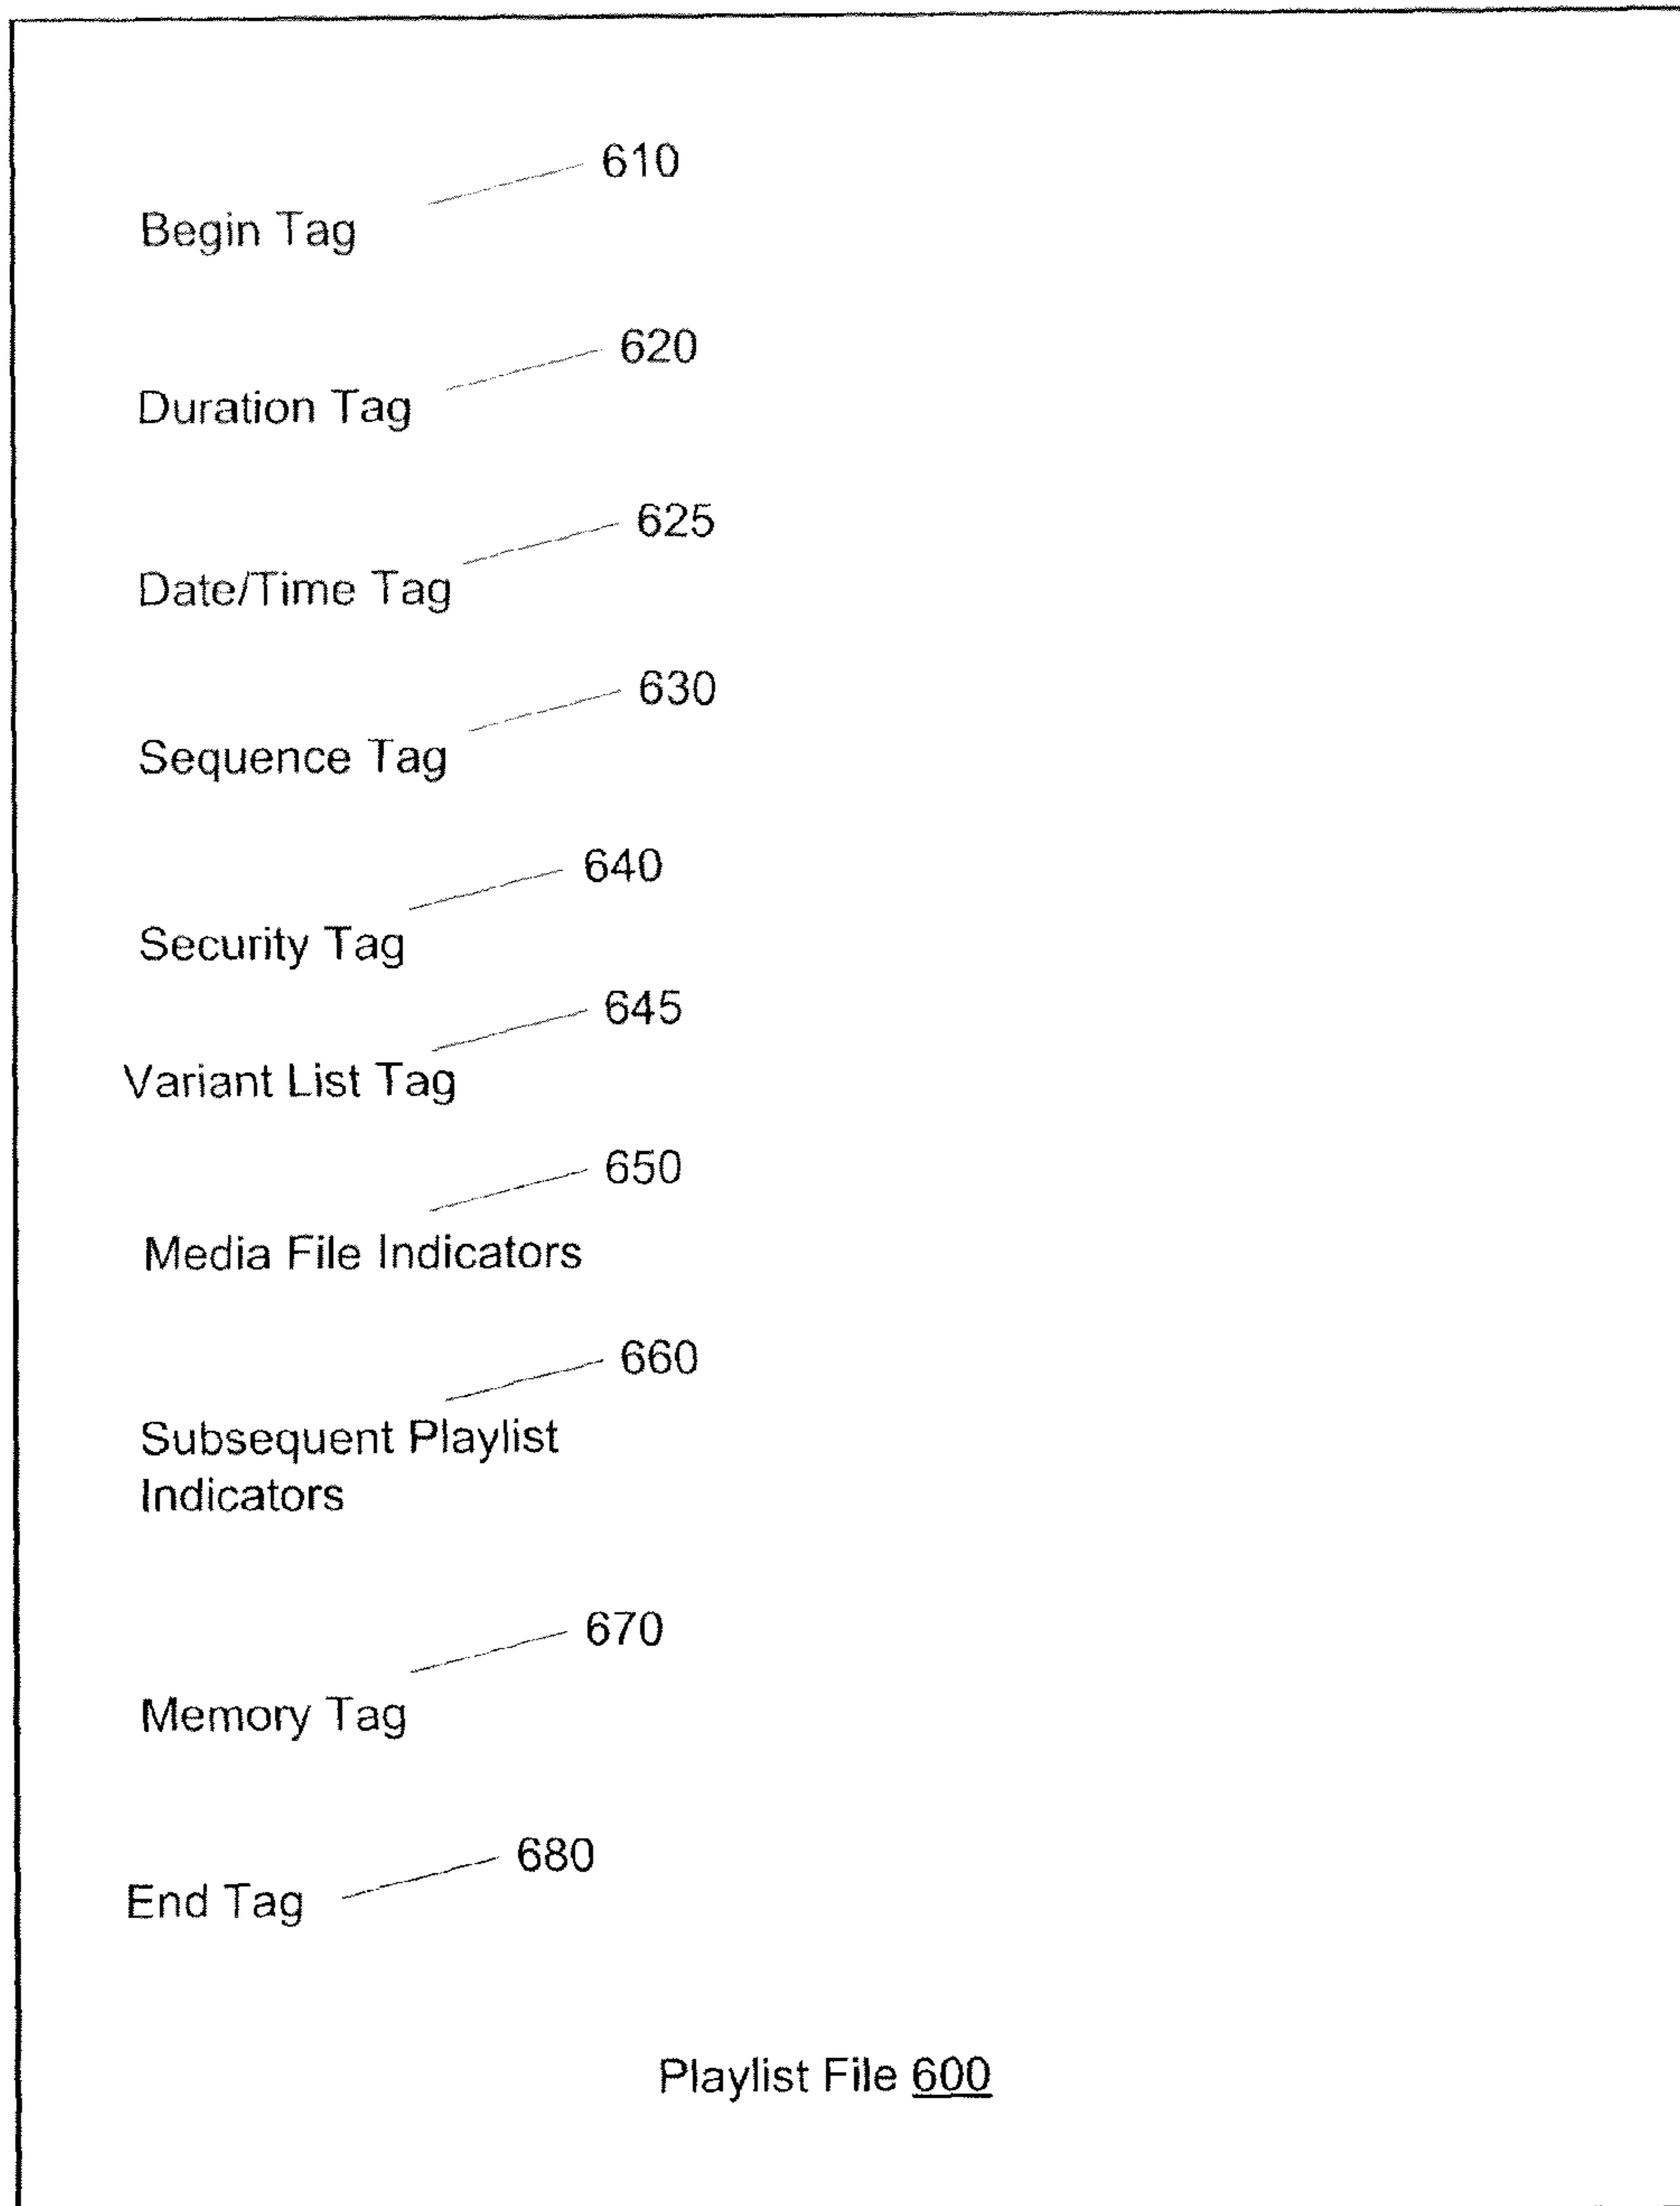 610
Begin Tag
620
Duration Tag
625
Date/Time Tag
630
Sequence Tag
640
Security Tag
645
Variant List Tag
650
Media File Indicators
660
Subsequent Playlist
Indicators
670
Memory Tag
680
End Tag
Playlist File 600